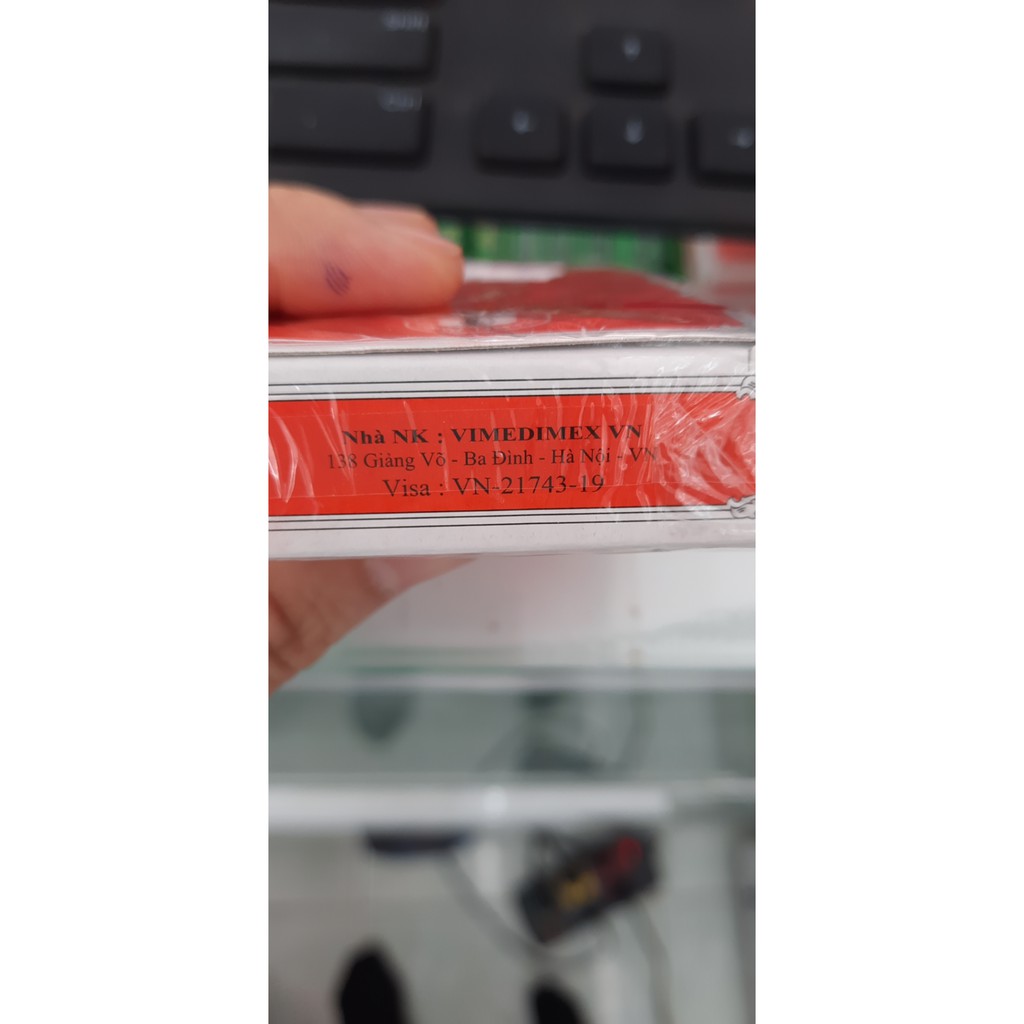 Nhà NK : VIMEDIMEX VN
138 Giảng Võ - Ba Đình - Hà Nội - VN
Visa : VN-21743-19